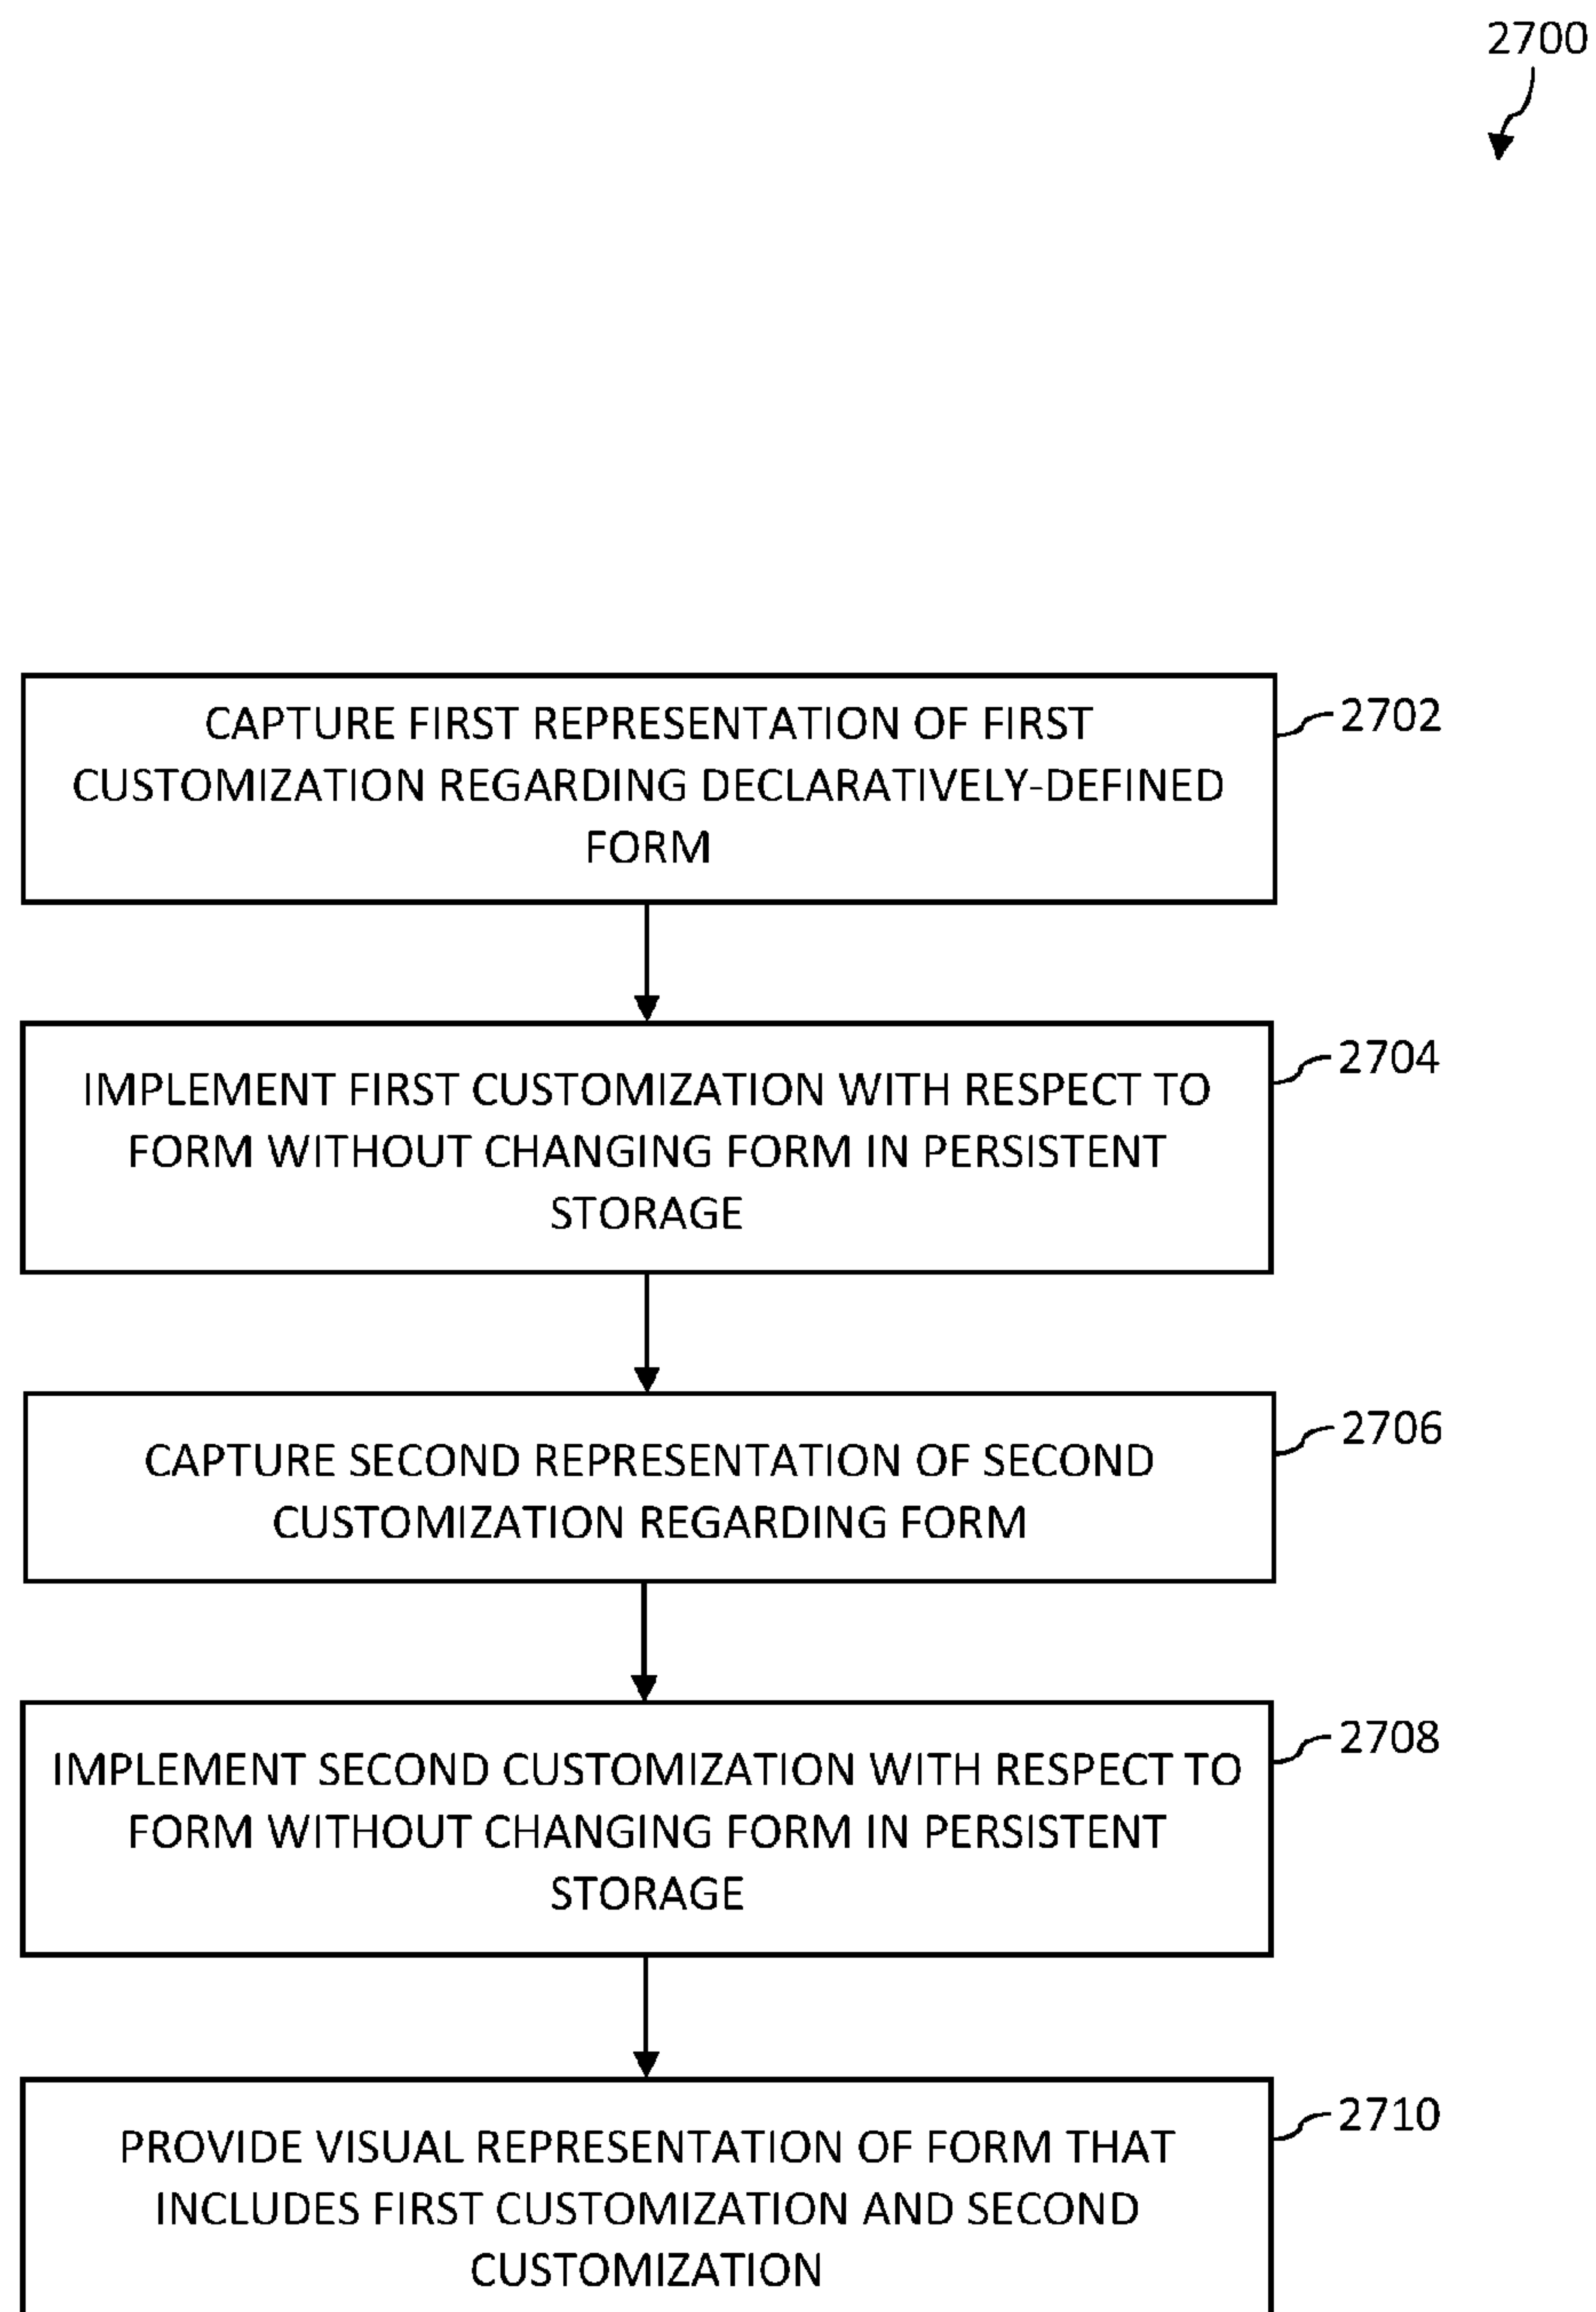 2700
CAPTURE FIRST REPRESENTATION OF FIRST
CUSTOMIZATION REGARDING DECLARATIVELY-DEFINED
FORM
2702
IMPLEMENT FIRST CUSTOMIZATION WITH RESPECT TO
FORM WITHOUT CHANGING FORM IN PERSISTENT
STORAGE
2704
CAPTURE SECOND REPRESENTATION OF SECOND
CUSTOMIZATION REGARDING FORM
2706
IMPLEMENT SECOND CUSTOMIZATION WITH RESPECT TO
FORM WITHOUT CHANGING FORM IN PERSISTENT
STORAGE
2708
PROVIDE VISUAL REPRESENTATION OF FORM THAT
INCLUDES FIRST CUSTOMIZATION AND SECOND
CUSTOMIZATION
2710